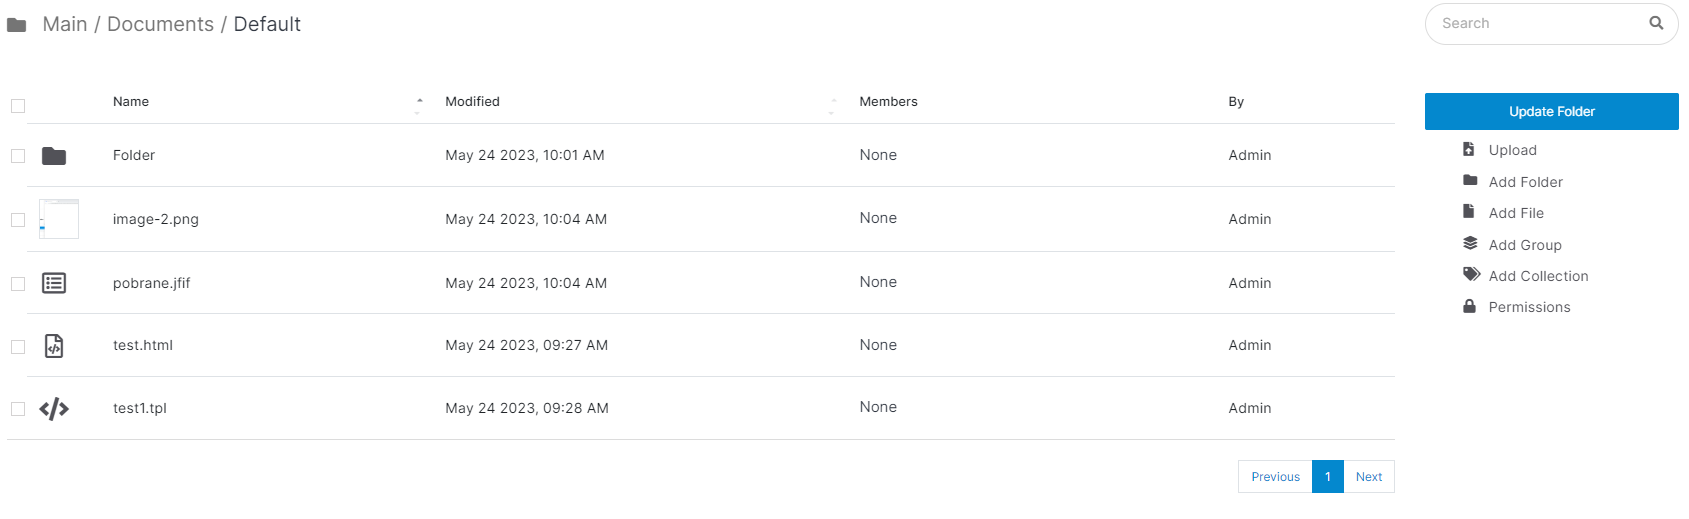 Main / Documents / Default
Search
Name Modified Members By
Update Folder
Folder May 24 2023, 10:01 AM None Admin
Upload
Add Folder
image-2.png May 24 2023, 10:04 AM None Admin
Add File
Add Group
pobrane.jfif May 24 2023, 10:04 AM None Admin
Add Collection
Permissions
test.html May 24 2023, 09:27 AM None Admin
test1.tpl May 24 2023, 09:28 AM None Admin
Previous 1 Next